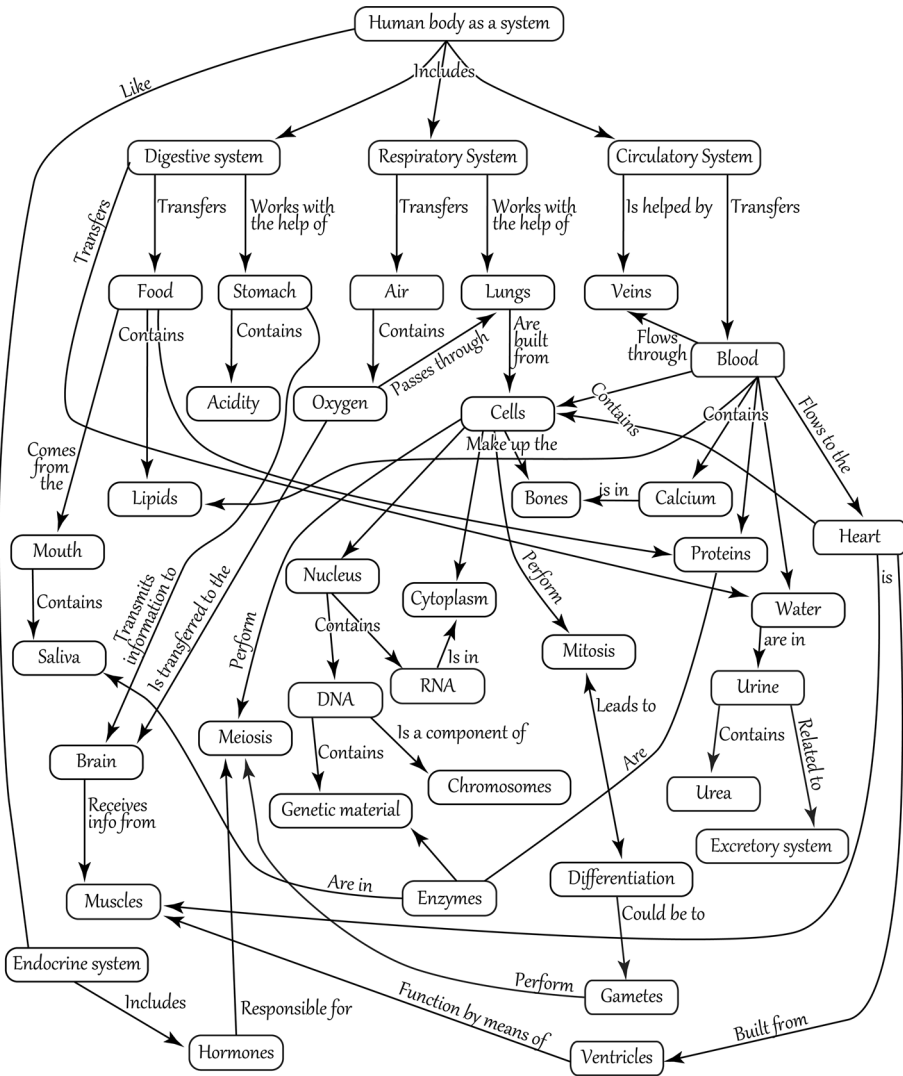 Human body as a system
Includes
Like
Digestive system
Respiratory System
Circulatory System
Transfers
Transfers
Works with
the help of
Transfers
Works with
the help of
Is helped by
Transfers
Food
Stomach
Air
Lungs
Veins
Contains
Contains
Contains
Passes through
Are
built
from
Flows
through
Blood
Acidity
Oxygen
Cells
Contains
Contains
Flows to the
Make up the
Comes
from
the
Lipids
Bones
is in
Calcium
Heart
Mouth
Proteins
is
Nucleus
Cytoplasm
Perform
Water
Contains
Transmits
information to
Is transferred to the
Perform
Contains
are in
Saliva
Is in
Mitosis
RNA
DNA
Urine
Leads to
Meiosis
Is a component of
Contains
Related to
Brain
Contains
Are
Chromosomes
Urea
Receives
info from
Genetic material
Excretory system
Are in
Enzymes
Differentiation
Muscles
Could be to
Endocrine system
Perform
Gametes
Includes
Responsible for
Function by means of
Built from
Hormones
Ventricles